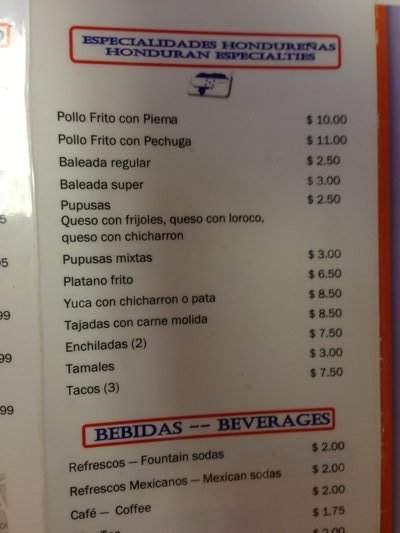 ESPECIALIDADES HONDUREÑAS
HONDURAN ESPECIALTIES
Pollo Frito con Pierna $ 10.00
Pollo Frito con Pechuga $ 11.00
Baleada regular $ 2.50
Baleada super $ 3.00
Pupusas $ 2.50
Queso con frijoles, queso con loroco,
queso con chicharron
Pupusas mixtas $ 3.00
Platano frito $ 6.50
Yuca con chicharron o pata $ 8.50
Tajadas con carne molida $ 8.50
Enchiladas (2) $ 7.50
Tamales $ 3.00
Tacos (3) $ 7.50
BEBIDAS -- BEVERAGES
Refrescos — Fountain sodas $ 2.00
Refrescos Mexicanos — Mexican sodas $ 2.00
Café — Coffee $ 2.00
$ 1.75